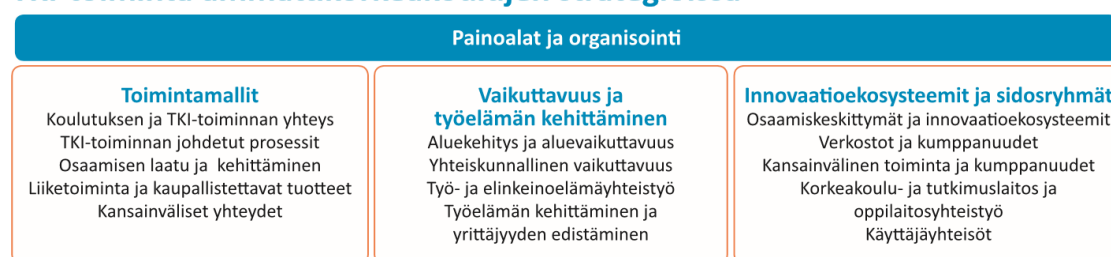 Painoalat ja organisointi
Toimintamallit
Koulutuksen ja TKI-toiminnan yhteys
TKI-toiminnan johdetut prosessit
Osaamisen laatu ja kehittäminen
Liiketoiminta ja kaupallistettavat tuotteet
Kansainväliset yhteydet
Vaikuttavuus ja
työelämän kehittäminen
Aluekehitys ja aluevaikuttavuus
Yhteiskunnallinen vaikuttavuus
Työ- ja elinkeinoelämäyhteistyö
Työelämän kehittäminen ja
yrittäjyyden edistäminen
Innovaatioekosysteemit ja sidosryhmät
Osaamiskeskittymät ja innovaatioekosysteemit
Verkostot ja kumppanuudet
Kansainvälinen toiminta ja kumppanuudet
Korkeakoulu- ja tutkimuslaitos ja
oppilaitosyhteistyö
Käyttäjäyhteisöt